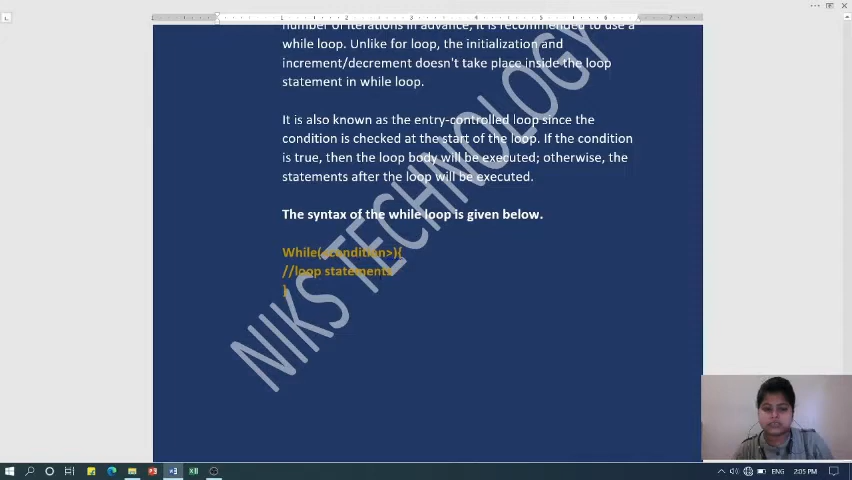 number of iterations in advance, it is recommended to use a
while loop. Unlike for loop, the initialization and
increment/decrement doesn't take place inside the loop
statement in while loop.
It is also known as the entry-controlled loop since the
condition is checked at the start of the loop. If the condition
is true, then the loop body will be executed; otherwise, the
statements after the loop will be executed.
The syntax of the while loop is given below.
While(<condition>){
//loop statements
}
NIKS TECHNOLOGY
ENG
2:05 PM